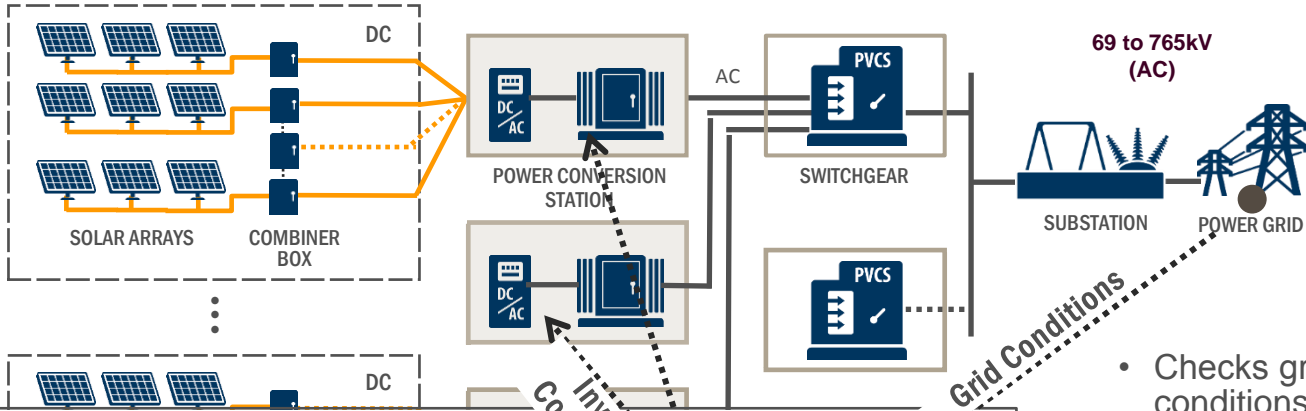 DC
69 to 765kV
(AC)
PVCS
AC
DC
AC
POWER CONVERSION
STATION
SWITCHGEAR
SOLAR ARRAYS
COMBINER
BOX
SUBSTATION
POWER GRID
DC
AC
PVCS
Grid Conditions
• Checks
conditions
DC